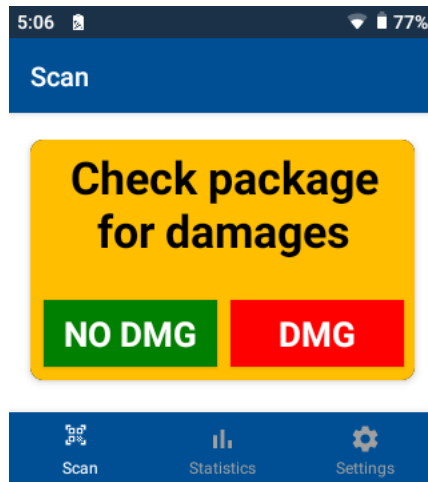 5:06 77%
Scan
Check package
for damages
NO DMG DMG
Scan Statistics Settings